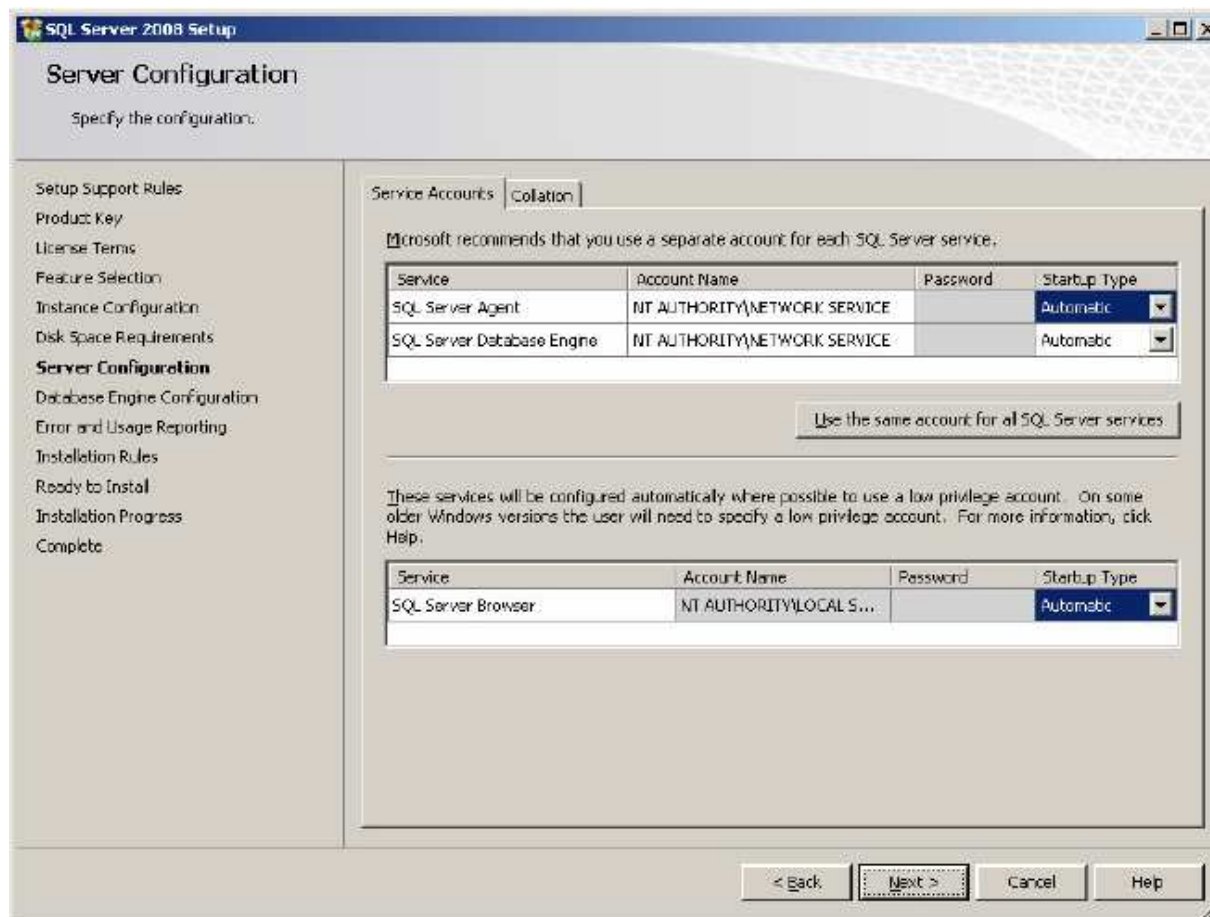 SQL Server 2008 Setup
Server Configuration
Specify the configuration.
Setup Support Rules
Product Key
License Terms
Feature Selection
Instance Configuration
Disk Space Requirements
Server Configuration
Database Engine Configuration
Error and Usage Reporting
Installation Rules
Ready to Install
Installation Progress
Complete
Service Accounts Collation
Microsoft recommends that you use a separate account for each SQL Server service.
Service Account Name Password Startup Type
SQL Server Agent NT AUTHORITY\NETWORK SERVICE Automatic
SQL Server Database Engine NT AUTHORITY\NETWORK SERVICE Automatic
Use the same account for all SQL Server services
These services will be configured automatically where possible to use a low privilege account. On some
older Windows versions the user will need to specify a low privilege account. For more information, click
Help.
Service Account Name Password Startup Type
SQL Server Browser NT AUTHORITY\LOCAL S... Automatic
< Back Next > Cancel Help